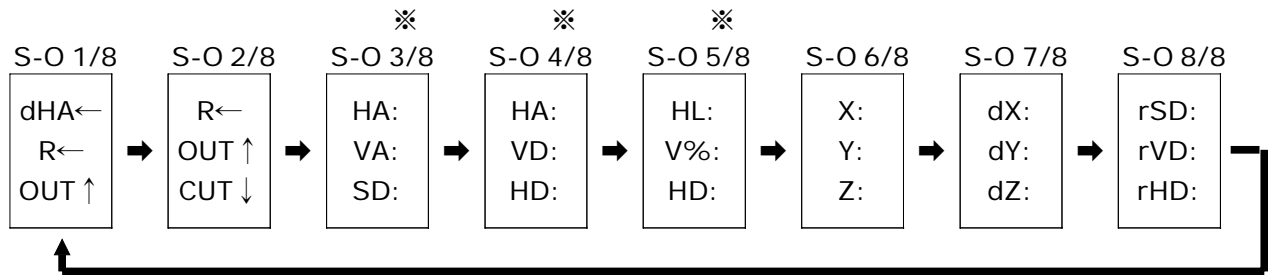 ※ ※ ※
S-O 1/8 S-O 2/8 S-O 3/8 S-O 4/8 S-O 5/8 S-O 6/8 S-O 7/8 S-O 8/8
dHA← R← HA: HA: HL: X: dX: rSD:
R← OUT↑ VA: VD: V%: Y: dY: rVD:
OUT↑ CUT↓ SD: HD: HD: Z: dZ: rHD: